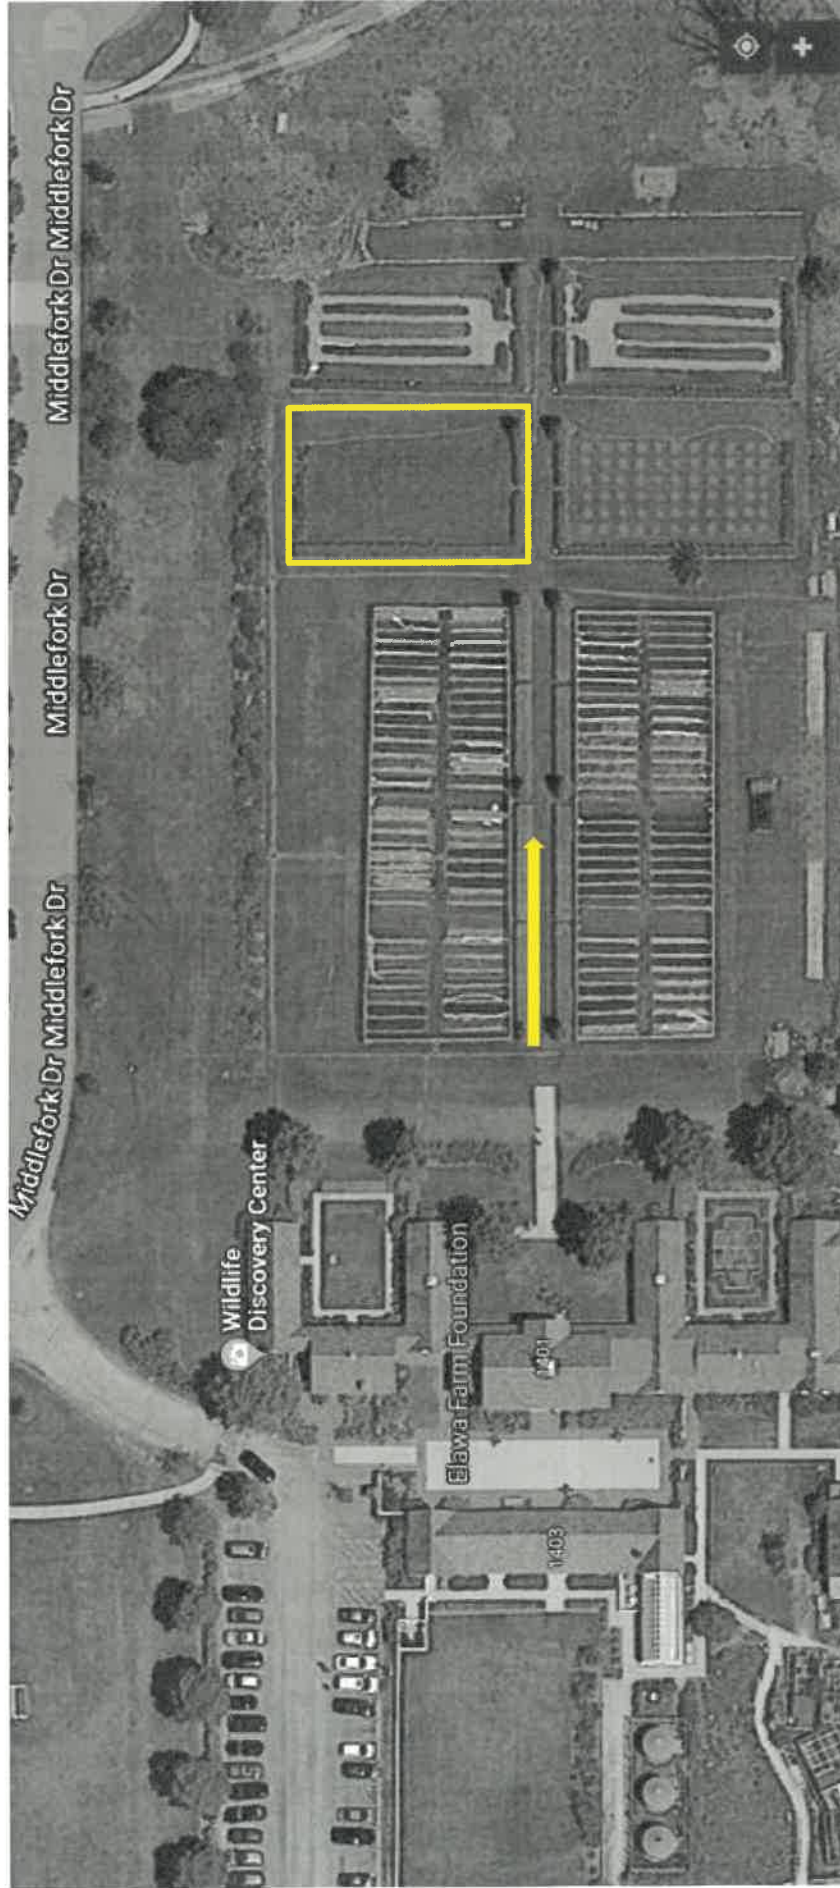 Middlefork Dr Middlefork Dr
Middlefork Dr
Middlefork Dr Middlefork Dr
Wildlife
Discovery Center
Elawa Farm Foundation
1401
1403